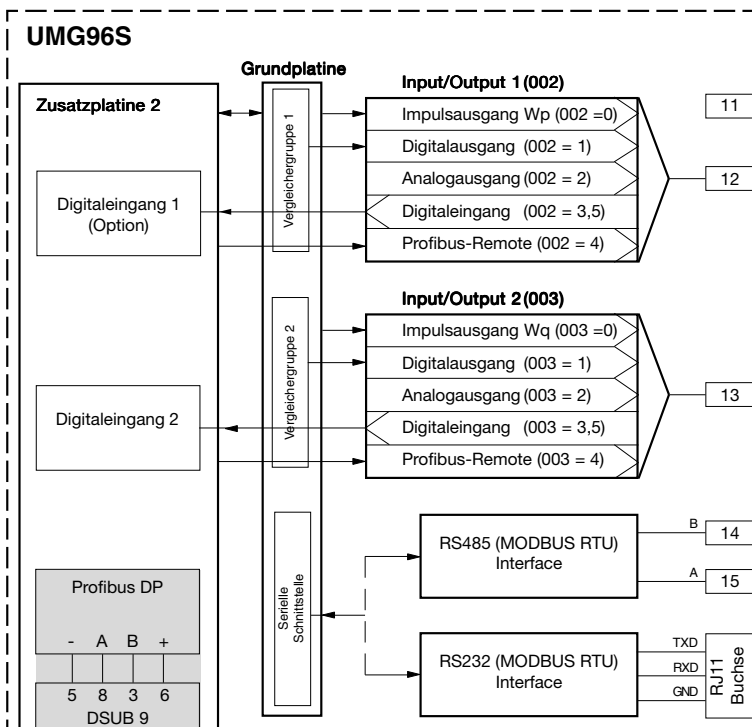 UMG96S
Zusatzplatine 2
Digitaleingang 1
(Option)
Digitaleingang 2
Profibus DP
- A B +
5 8 3 6
DSUB 9
Grundplatine
Vergleichergruppe 1
Vergleichergruppe 2
Serielle
Schnittstelle
Input/Output 1 (002)
Impulsausgang Wp (002 =0)
Digitalausgang (002 = 1)
Analogausgang (002 = 2)
Digitaleingang (002 = 3,5)
Profibus-Remote (002 = 4)
11
12
Input/Output 2 (003)
Impulsausgang Wq (003 =0)
Digitalausgang (003 = 1)
Analogausgang (003 = 2)
Digitaleingang (003 = 3,5)
Profibus-Remote (003 = 4)
13
RS485 (MODBUS RTU)
Interface
B
14
A
15
RS232 (MODBUS RTU)
Interface
TXD
RXD
GND
RJ11
Buchse